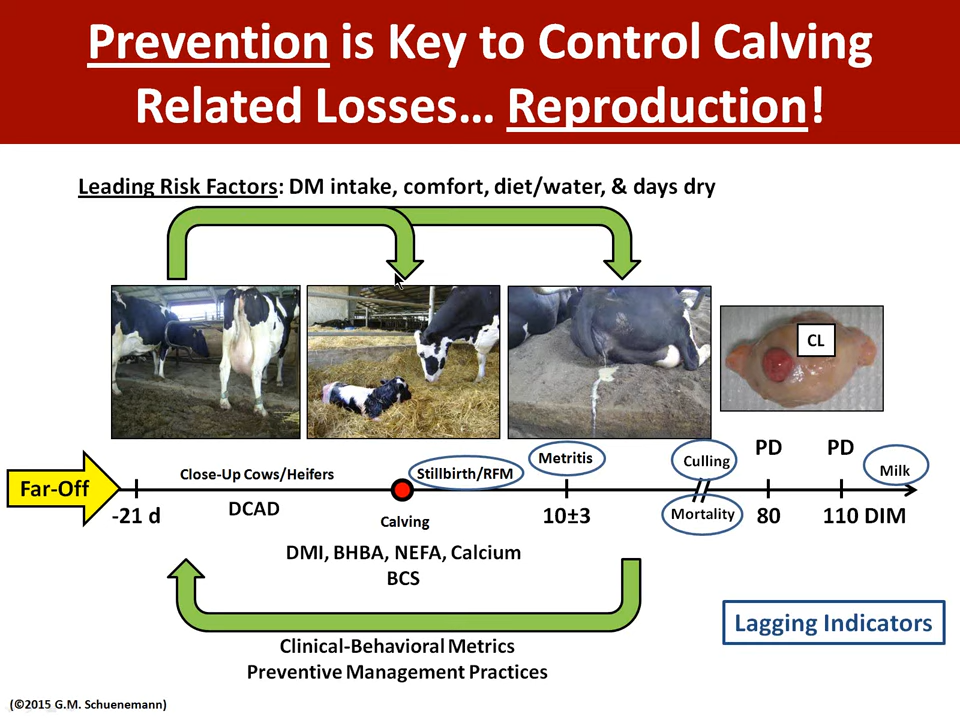 Prevention is Key to Control Calving
Related Losses... Reproduction!
Leading Risk Factors: DM intake, comfort, diet/water, & days dry
CL
Far-Off
-21 d
Close-Up Cows/Heifers
DCAD
Calving
Stillbirth/RFM
Metritis
10±3
Culling
Mortality
PD
80
PD
110 DIM
Milk
DMI, BHBA, NEFA, Calcium
BCS
Lagging Indicators
Clinical-Behavioral Metrics
Preventive Management Practices
(©2015 G.M. Schuenemann)